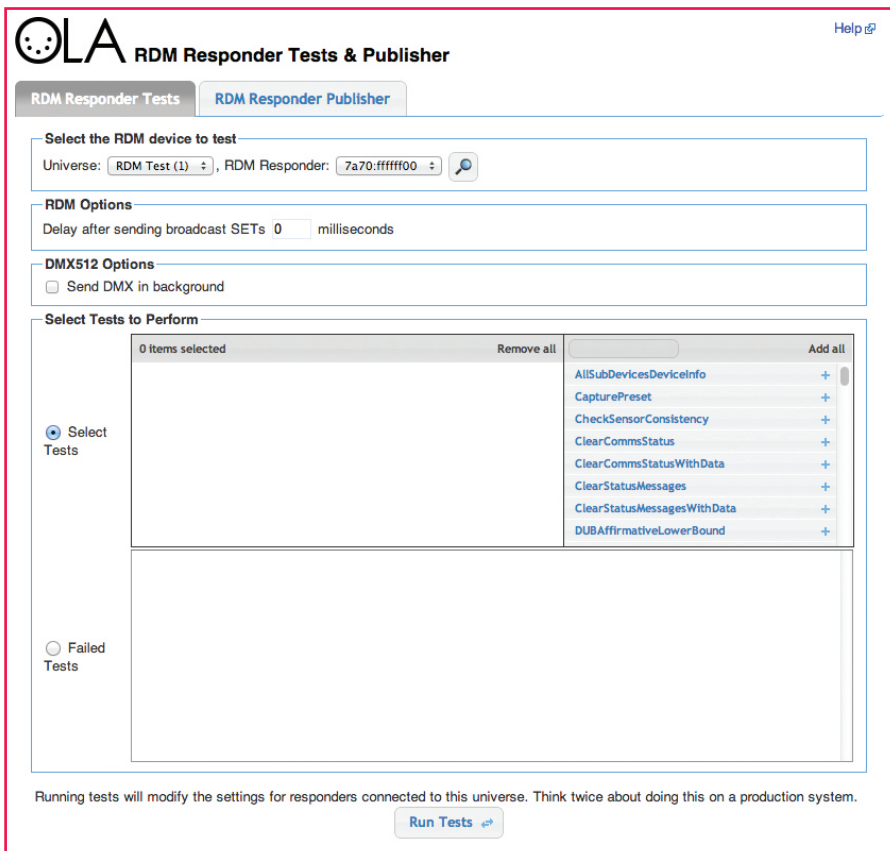 OLA RDM Responder Tests & Publisher
Help
RDM Responder Tests
RDM Responder Publisher
Select the RDM device to test
Universe: RDM Test (1) , RDM Responder: 7a70:ffffff00
RDM Options
Delay after sending broadcast SETs 0 milliseconds
DMX512 Options
Send DMX in background
Select Tests to Perform
Select
Tests
0 items selected Remove all
Add all
AllSubDevicesDeviceInfo +
CapturePreset +
CheckSensorConsistency +
ClearCommsStatus +
ClearCommsStatusWithData +
ClearStatusMessages +
ClearStatusMessagesWithData +
DUBAffirmativeLowerBound +
Failed
Tests
Running tests will modify the settings for responders connected to this universe. Think twice about doing this on a production system.
Run Tests